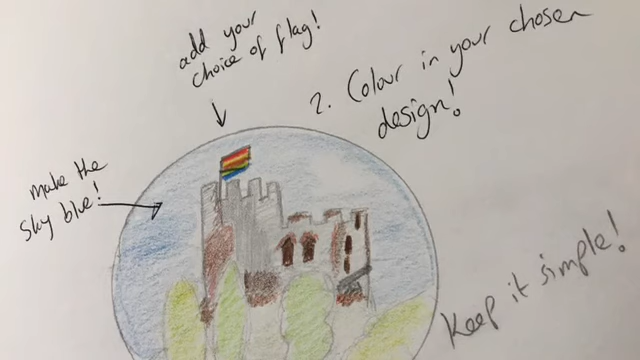 add your
choice of flag!
2. Colour in your chosen
design!
make the
sky blue!
Keep it simple!